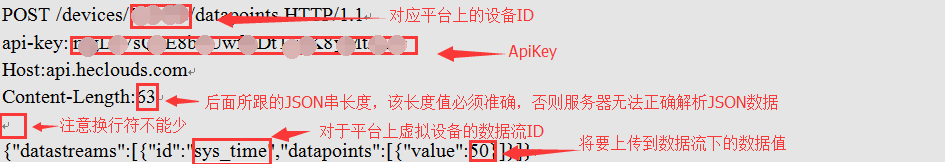 POST /devices/ /datapoints HTTP/1.1 对应平台上的设备ID
api-key: ApiKey
Host:api.heclouds.com
Content-Length:63 后面所跟的JSON串长度，该长度值必须准确，否则服务器无法正确解析JSON数据
注意换行符不能少 对于平台上虚拟设备的数据流ID
{"datastreams":[{"id":"sys_time","datapoints":[{"value":50}]}]} 将要上传到数据流下的数据值